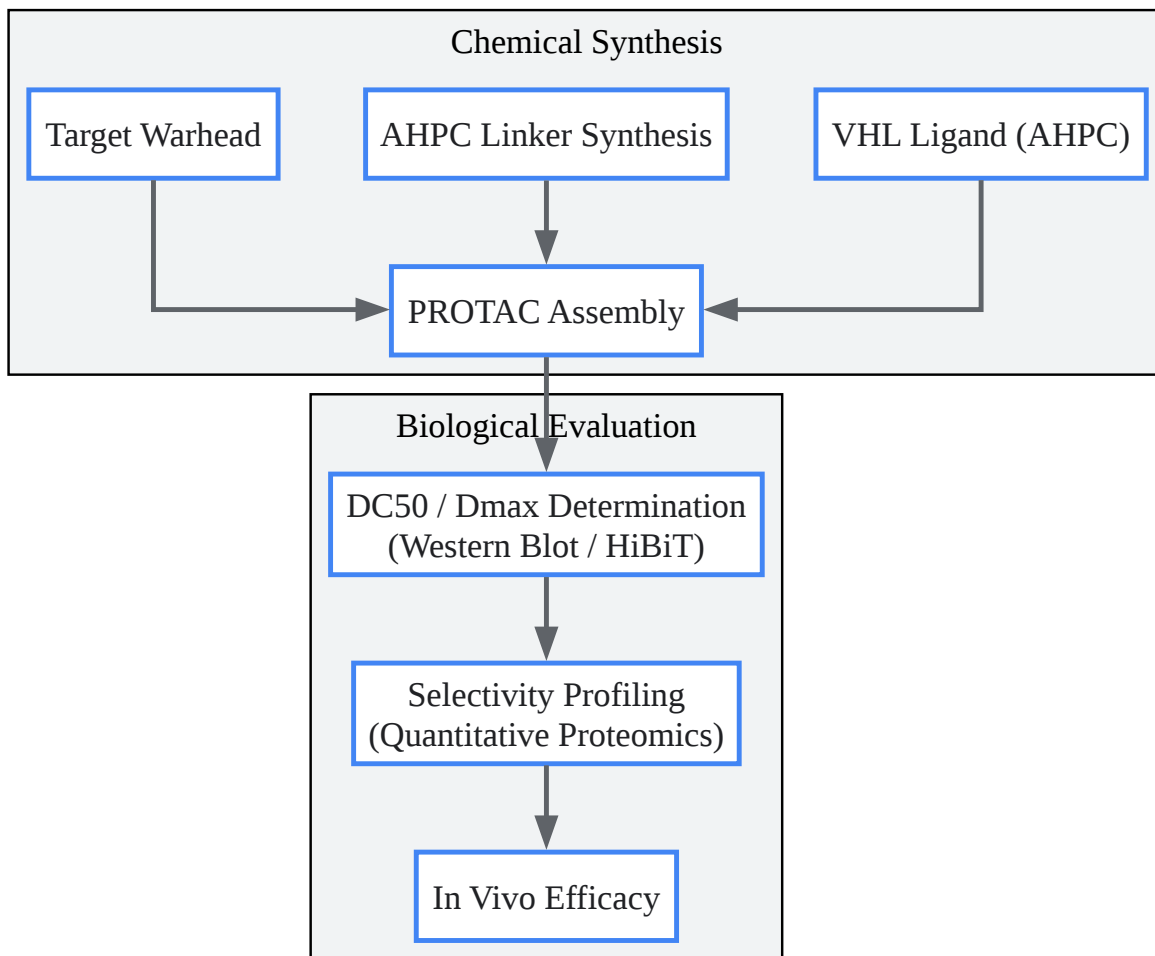 Chemical Synthesis
Target Warhead
AHPC Linker Synthesis
VHL Ligand (AHPC)
PROTAC Assembly
Biological Evaluation
DC50 / Dmax Determination
(Western Blot / HiBiT)
Selectivity Profiling
(Quantitative Proteomics)
In Vivo Efficacy